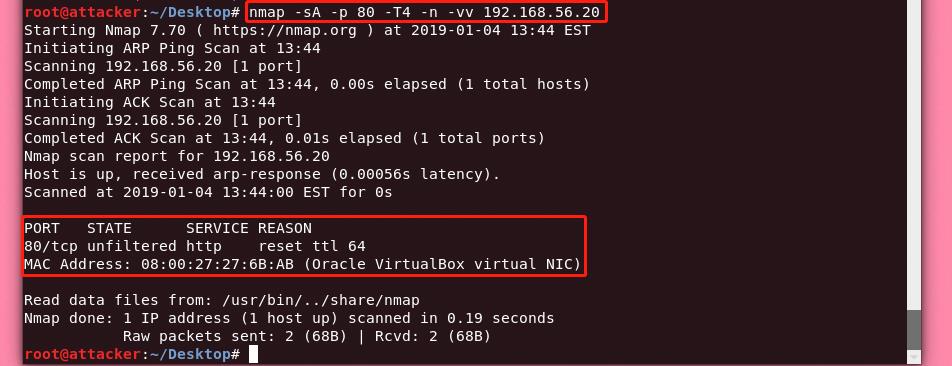 root@attacker:~/Desktop# nmap -sA -p 80 -T4 -n -vv 192.168.56.20
Starting Nmap 7.70 ( https://nmap.org ) at 2019-01-04 13:44 EST
Initiating ARP Ping Scan at 13:44
Scanning 192.168.56.20 [1 port]
Completed ARP Ping Scan at 13:44, 0.00s elapsed (1 total hosts)
Initiating ACK Scan at 13:44
Scanning 192.168.56.20 [1 port]
Completed ACK Scan at 13:44, 0.01s elapsed (1 total ports)
Nmap scan report for 192.168.56.20
Host is up, received arp-response (0.00056s latency).
Scanned at 2019-01-04 13:44:00 EST for 0s
PORT   STATE      SERVICE REASON
80/tcp unfiltered http    reset ttl 64
MAC Address: 08:00:27:27:6B:AB (Oracle VirtualBox virtual NIC)
Read data files from: /usr/bin/../share/nmap
Nmap done: 1 IP address (1 host up) scanned in 0.19 seconds
           Raw packets sent: 2 (68B) | Rcvd: 2 (68B)
root@attacker:~/Desktop#